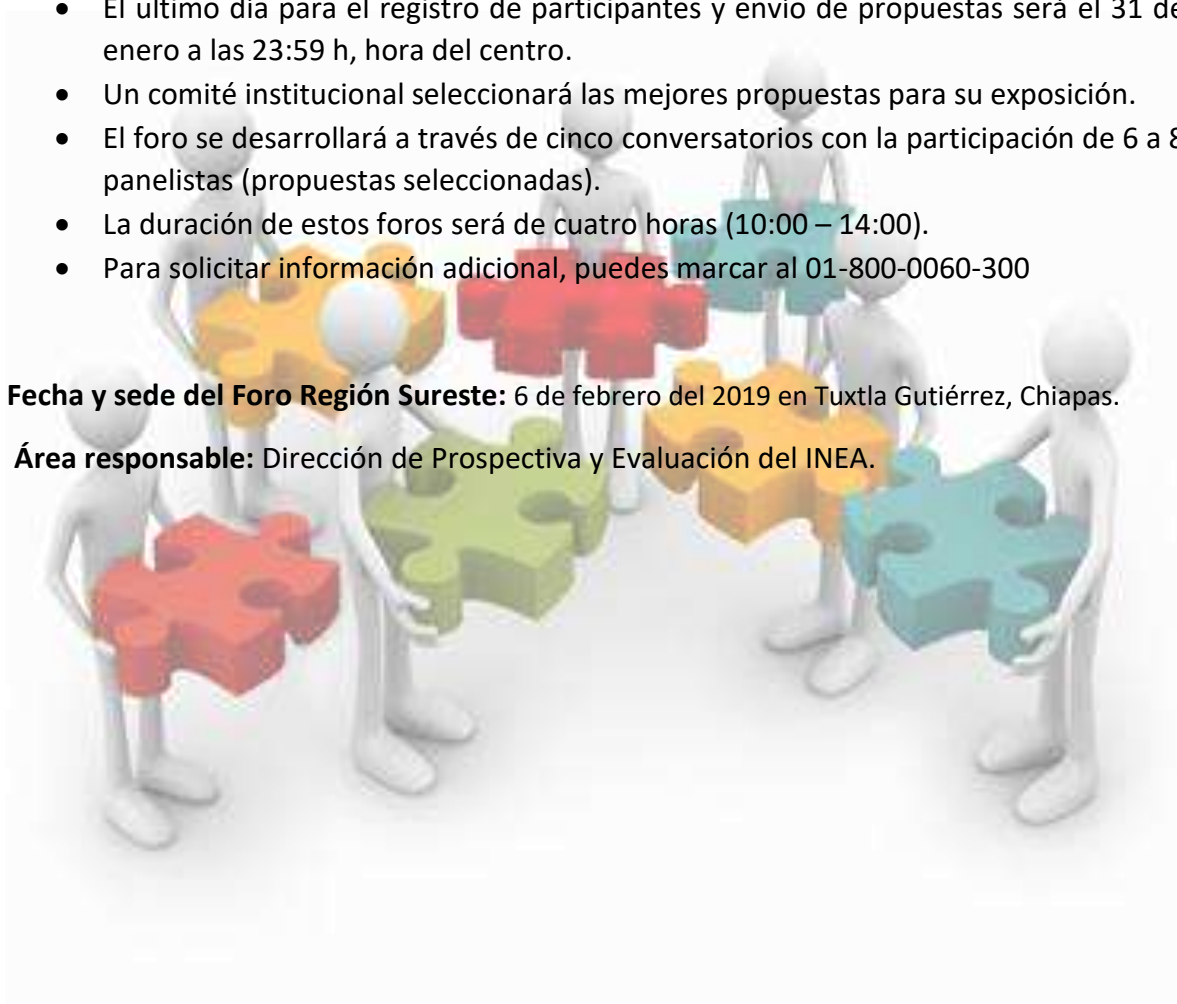 • El último día para el registro de participantes y envío de propuestas será el 31 de
enero a las 23:59 h, hora del centro.
• Un comité institucional seleccionará las mejores propuestas para su exposición.
• El foro se desarrollará a través de cinco conversatorios con la participación de 6 a 8
panelistas (propuestas seleccionadas).
• La duración de estos foros será de cuatro horas (10:00 – 14:00).
• Para solicitar información adicional, puedes marcar al 01-800-0060-300
Fecha y sede del Foro Región Sureste: 6 de febrero del 2019 en Tuxtla Gutiérrez, Chiapas.
Área responsable: Dirección de Prospectiva y Evaluación del INEA.